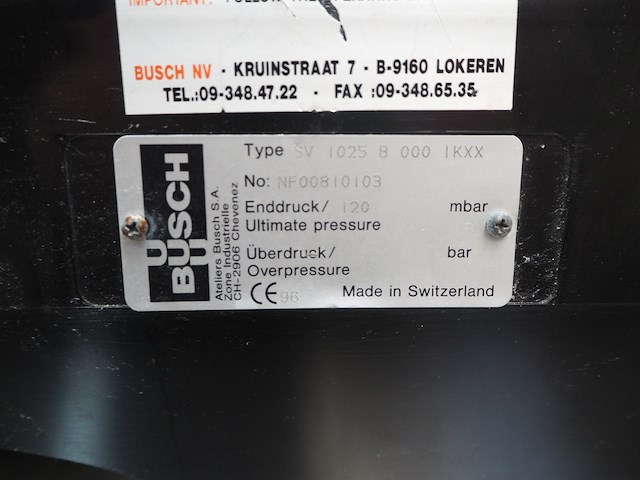 BUSCH NV · KRUINSTRAAT 7 · B-9160 LOKEREN
TEL.:09-348.47.22 · FAX :09-348.65.35
BUSCH
Ateliers Busch S.A.
Zone Industrielle
CH-2906 Chevenez
Type SV 1025 B 000 1KXX
No: NF00810103
Enddruck/ 120 mbar
Ultimate pressure
Überdruck/ bar
Overpressure
CE 96 Made in Switzerland